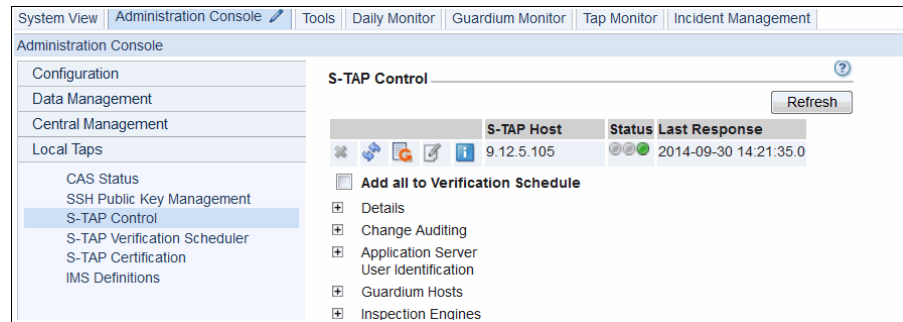 System View Administration Console Tools Daily Monitor Guardium Monitor Tap Monitor Incident Management
Administration Console
Configuration
Data Management
Central Management
Local Taps
CAS Status
SSH Public Key Management
S-TAP Control
S-TAP Verification Scheduler
S-TAP Certification
IMS Definitions
S-TAP Control
?
Refresh
S-TAP Host Status Last Response
9.12.5.105 2014-09-30 14:21:35.0
Add all to Verification Schedule
Details
Change Auditing
Application Server
User Identification
Guardium Hosts
Inspection Engines